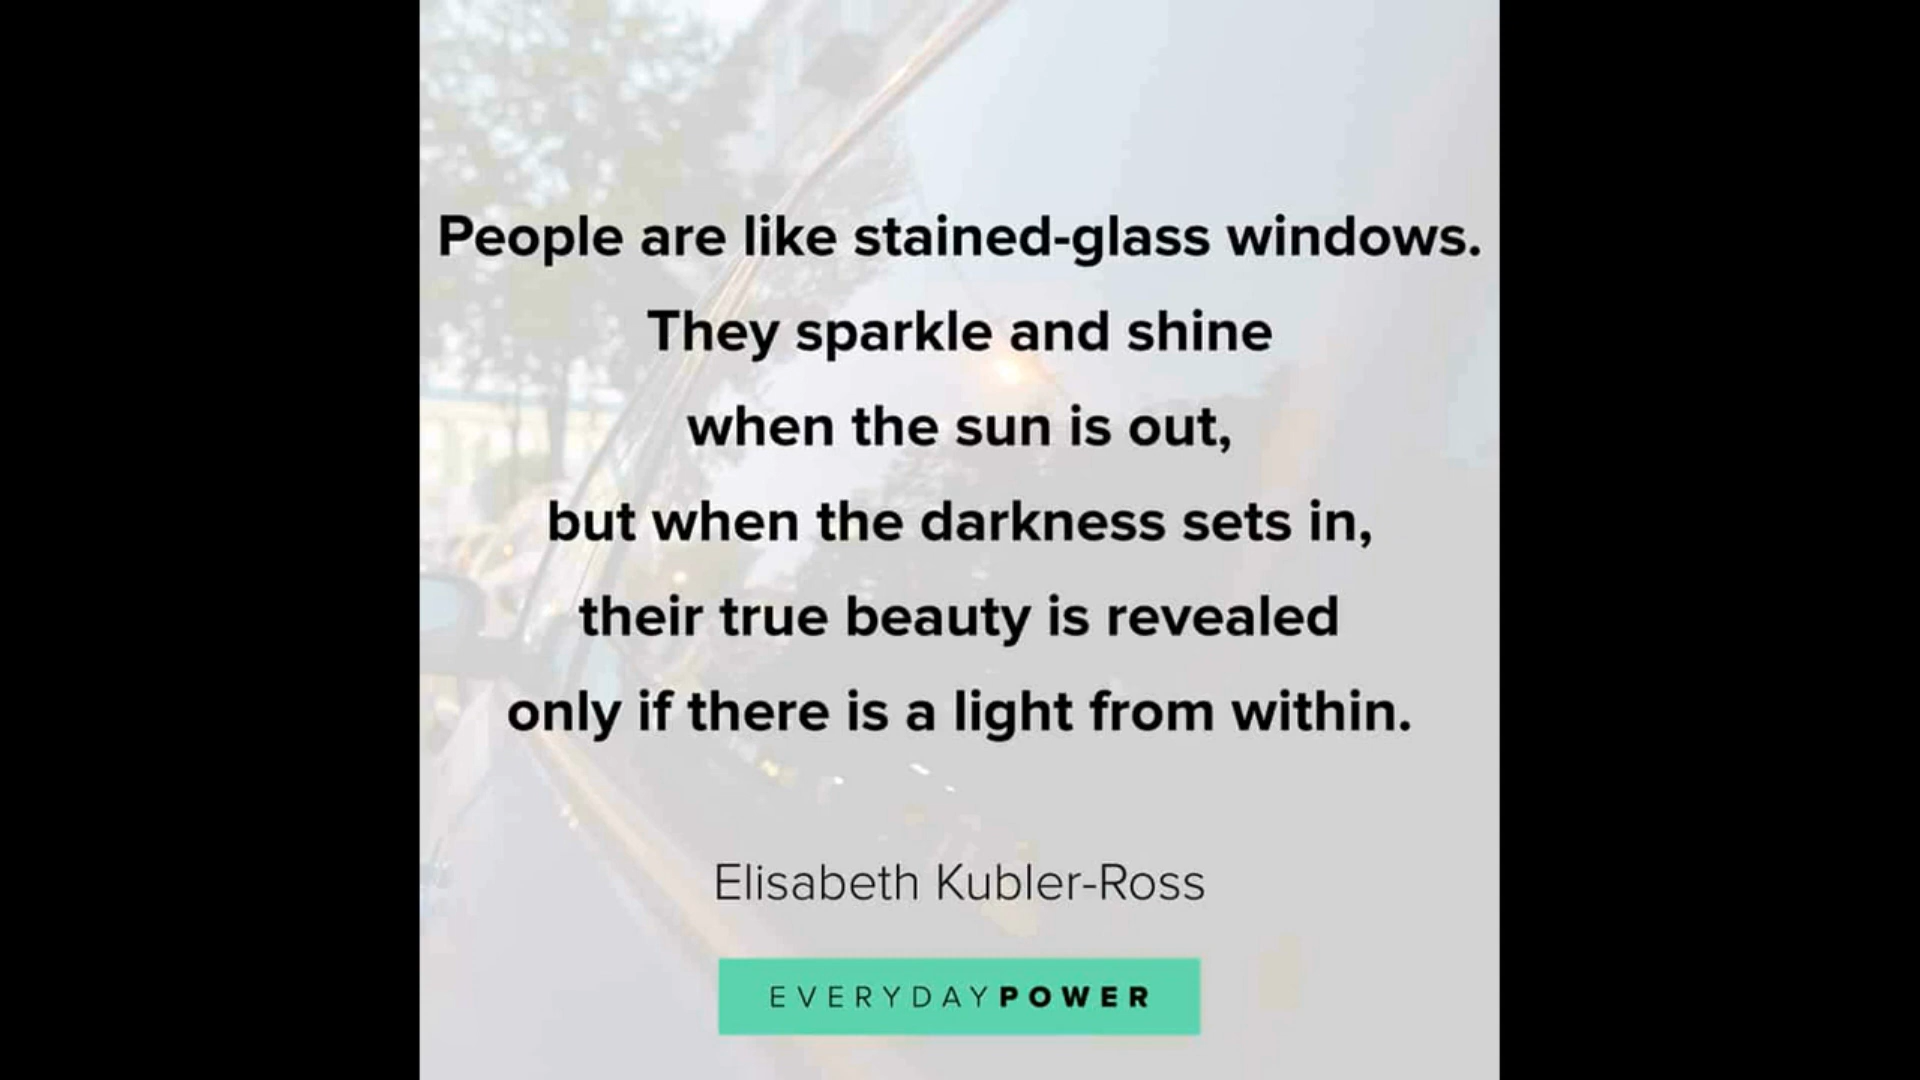 People are like stained-glass windows.
They sparkle and shine
when the sun is out,
but when the darkness sets in,
their true beauty is revealed
only if there is a light from within.
Elisabeth Kubler-Ross
EVERYDAYPOWER